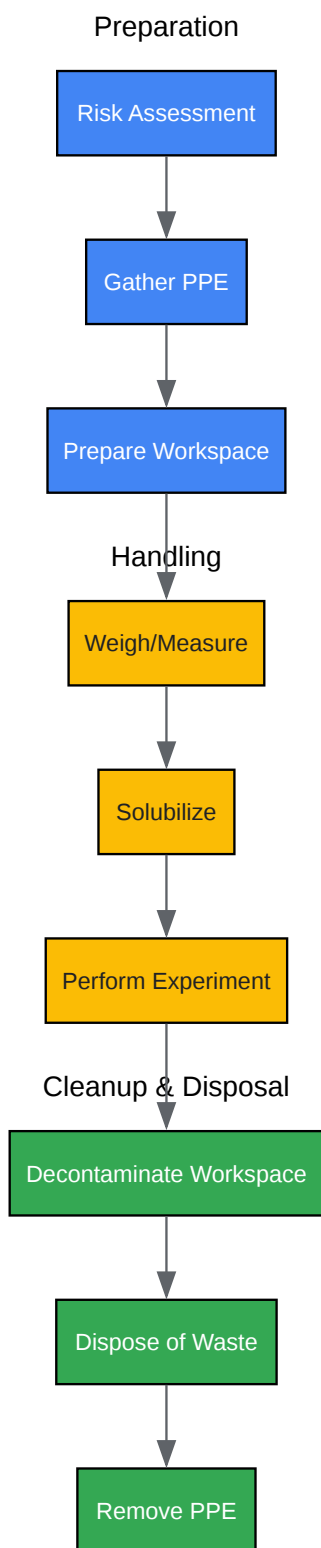 Preparation
Risk Assessment
Gather PPE
Prepare Workspace
Handling
Weigh/Measure
Solubilize
Perform Experiment
Cleanup & Disposal
Decontaminate Workspace
Dispose of Waste
Remove PPE